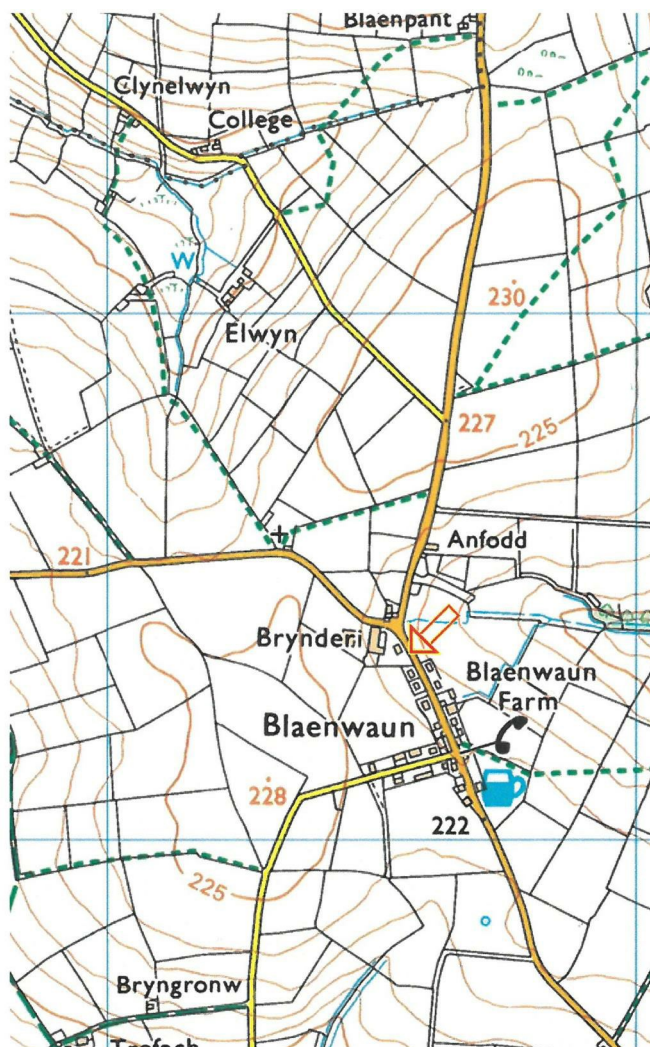 Blaenpant
Clynelwyn
College
W
230
Elwyn
227
225
Anfodd
221
Brynderi
Blaenwaun
Farm
Blaenwaun
228
222
225
Bryngronw